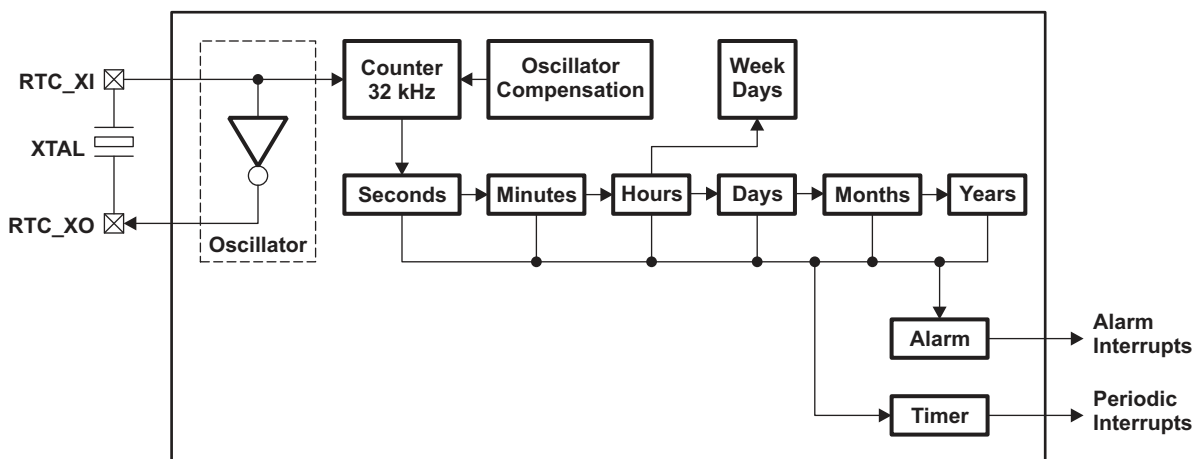 RTC_XI
XTAL
RTC_XO
Oscillator
Counter
32 kHz
Oscillator
Compensation
Week
Days
Seconds
Minutes
Hours
Days
Months
Years
Alarm
Alarm
Interrupts
Timer
Periodic
Interrupts